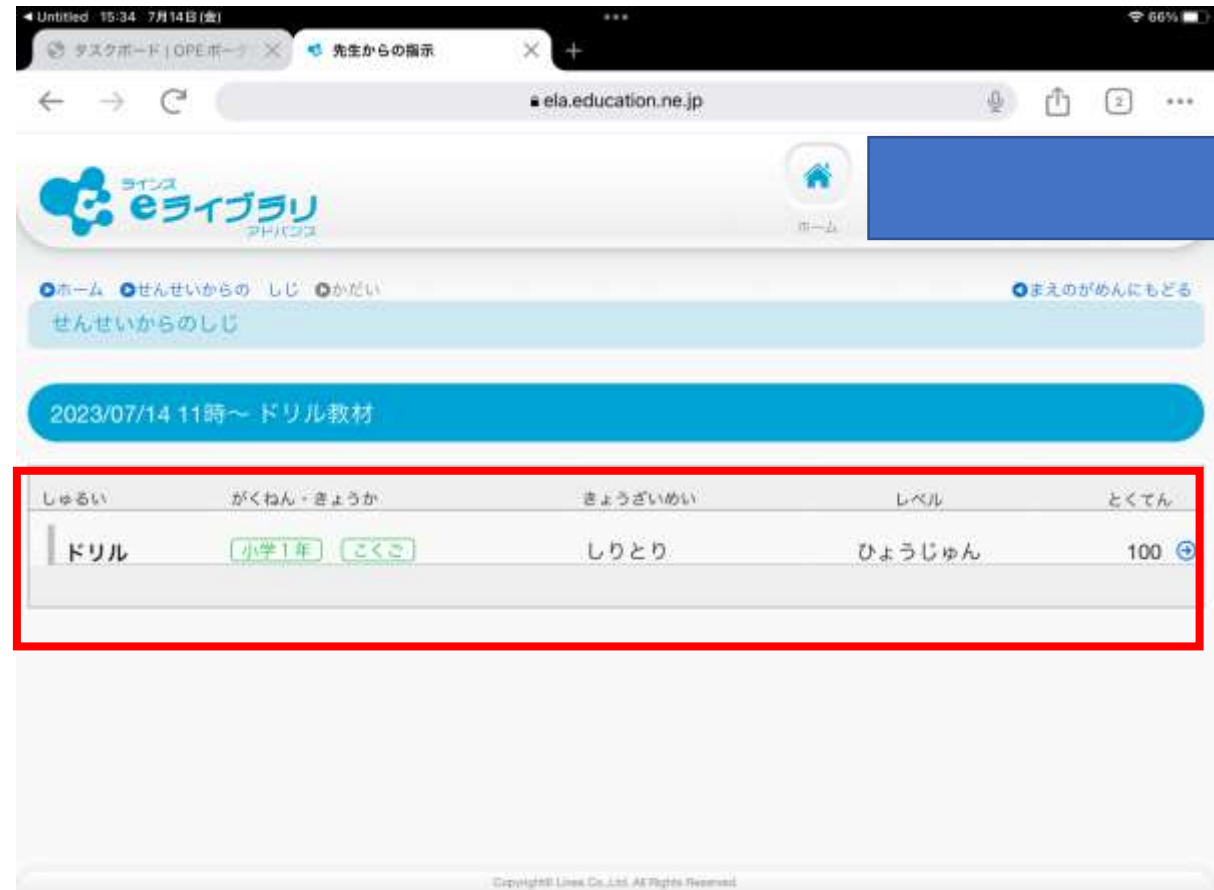 Untitled 15:34 7月14日(金) 66%
タスクボード | OPEポータ 先生からの指示
ela.education.ne.jp 2
ラインズ
eライブラリ
アドバンス
ホーム
ホーム せんせいからの しじ かだい まえのがめんにもどる
せんせいからのしじ
2023/07/14 11時～ ドリル教材
しゅるい がくねん・きょうか きょうざいめい レベル とくてん
ドリル 小学1年 こくご しりとり ひょうじゅん 100
Copyright© Lines Co.,Ltd. All Rights Reserved.